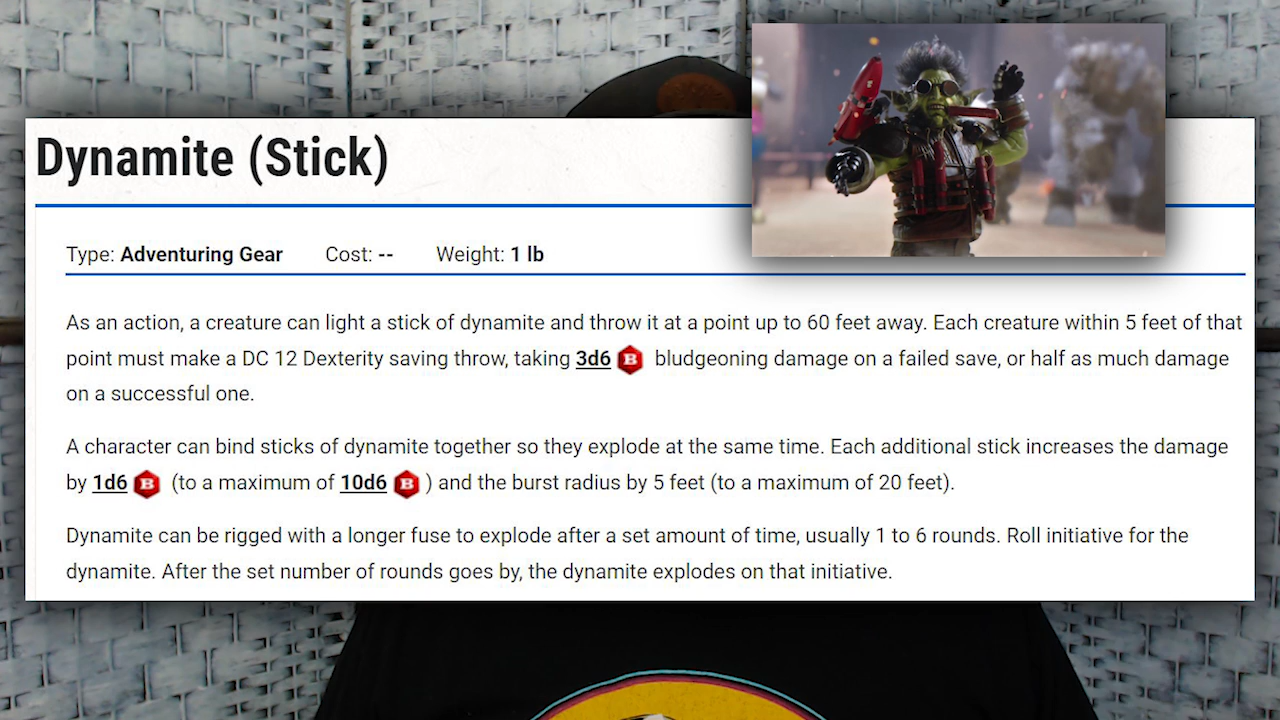 Dynamite (Stick)
Type: Adventuring Gear Cost: -- Weight: 1 lb
As an action, a creature can light a stick of dynamite and throw it at a point up to 60 feet away. Each creature within 5 feet of that
point must make a DC 12 Dexterity saving throw, taking 3d6 B bludgeoning damage on a failed save, or half as much damage
on a successful one.
A character can bind sticks of dynamite together so they explode at the same time. Each additional stick increases the damage
by 1d6 B (to a maximum of 10d6 B ) and the burst radius by 5 feet (to a maximum of 20 feet).
Dynamite can be rigged with a longer fuse to explode after a set amount of time, usually 1 to 6 rounds. Roll initiative for the
dynamite. After the set number of rounds goes by, the dynamite explodes on that initiative.